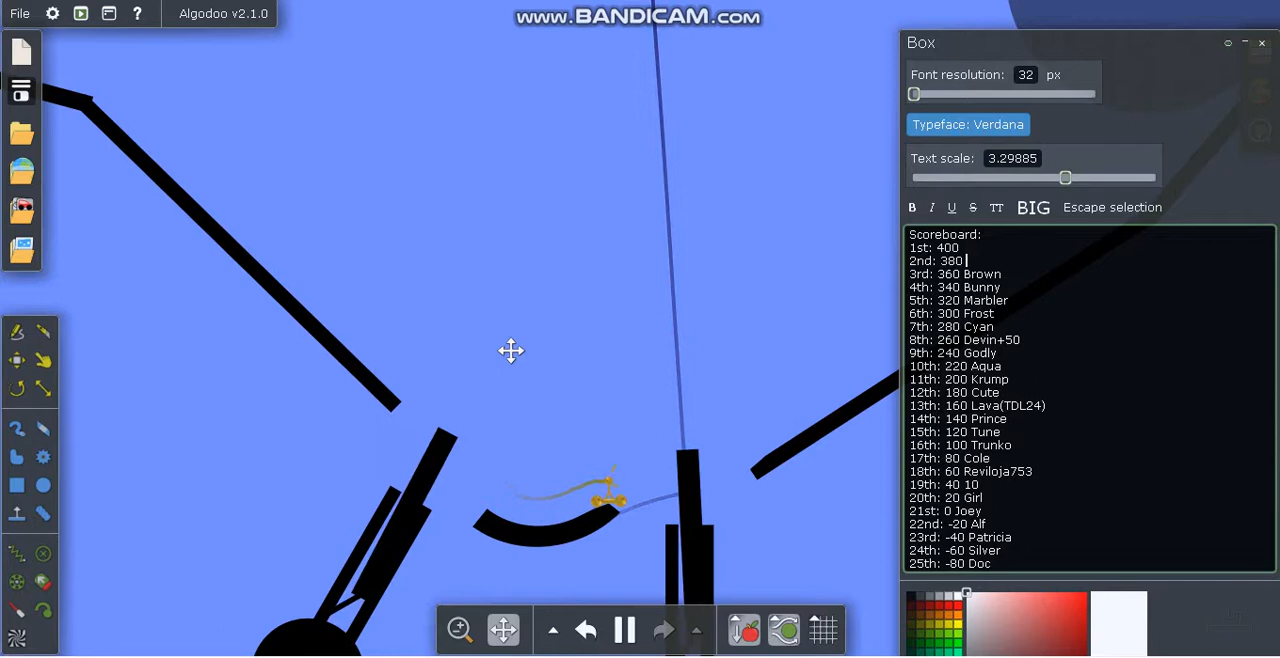 File ? Algodoo v2.1.0
www.BANDICAM.com
Box
Font resolution: 32 px
Typeface: Verdana
Text scale: 3.29885
B I U S TT BIG Escape selection
Scoreboard:
1st: 400
2nd: 380
3rd: 360 Brown
4th: 340 Bunny
5th: 320 Marbler
6th: 300 Frost
7th: 280 Cyan
8th: 260 Devin+50
9th: 240 Godly
10th: 220 Aqua
11th: 200 Krump
12th: 180 Cute
13th: 160 Lava(TDL24)
14th: 140 Prince
15th: 120 Tune
16th: 100 Trunko
17th: 80 Cole
18th: 60 Reviloja753
19th: 40 10
20th: 20 Girl
21st: 0 Joey
22nd: -20 Alf
23rd: -40 Patricia
24th: -60 Silver
25th: -80 Doc